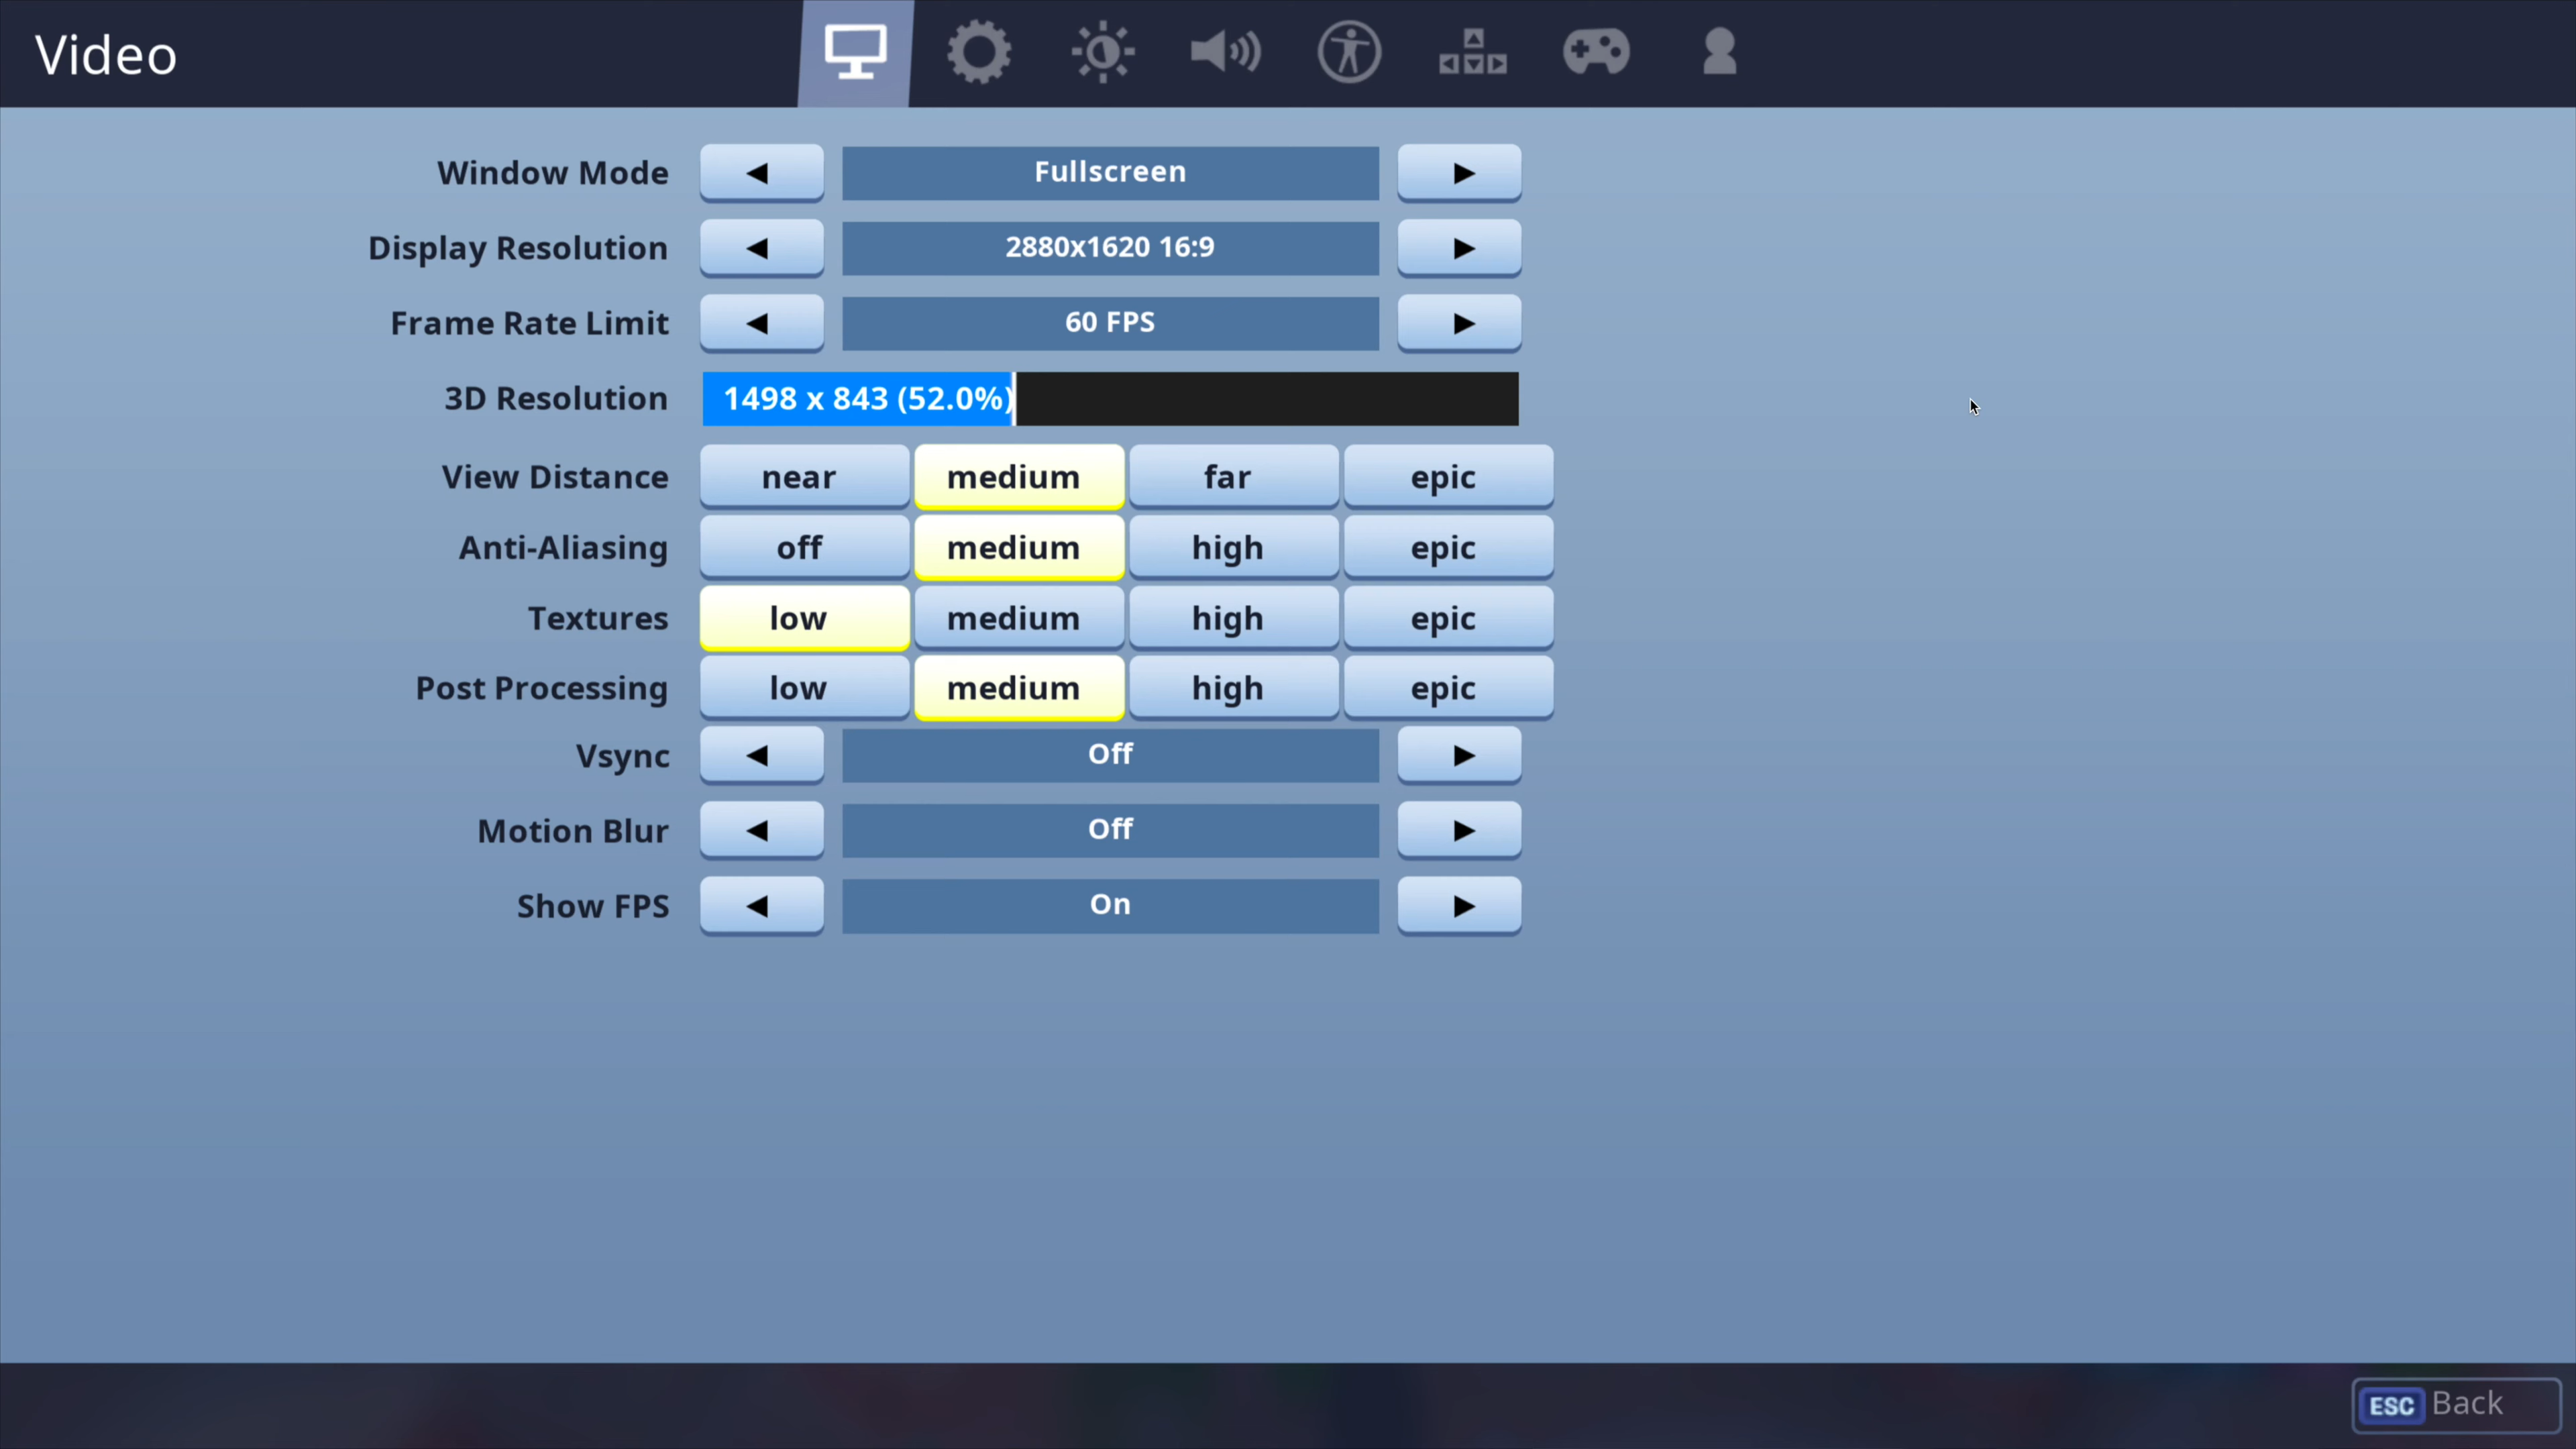 Video
Window Mode Fullscreen
Display Resolution 2880x1620 16:9
Frame Rate Limit 60 FPS
3D Resolution 1498 x 843 (52.0%)
View Distance near medium far epic
Anti-Aliasing off medium high epic
Textures low medium high epic
Post Processing low medium high epic
Vsync Off
Motion Blur Off
Show FPS On
ESC Back